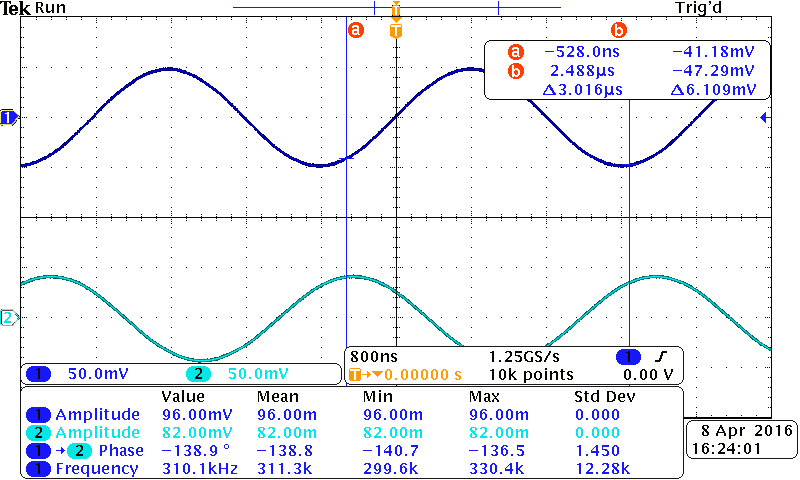 Tek Run Trig'd
T
a b
T
a −528.0ns −41.18mV
b 2.488µs −47.29mV
Δ3.016µs Δ6.109mV
1
2
1 50.0mV 2 50.0mV
800ns 1.25GS/s 1
T→▼0.00000 s 10k points 0.00 V
Value Mean Min Max Std Dev
1 Amplitude 96.00mV 96.00m 96.00m 96.00m 0.000
2 Amplitude 82.00mV 82.00m 82.00m 82.00m 0.000
1 → 2 Phase −138.9 ° −138.8 −140.7 −136.5 1.450
1 Frequency 310.1kHz 311.3k 299.6k 330.4k 12.28k
8 Apr 2016
16:24:01